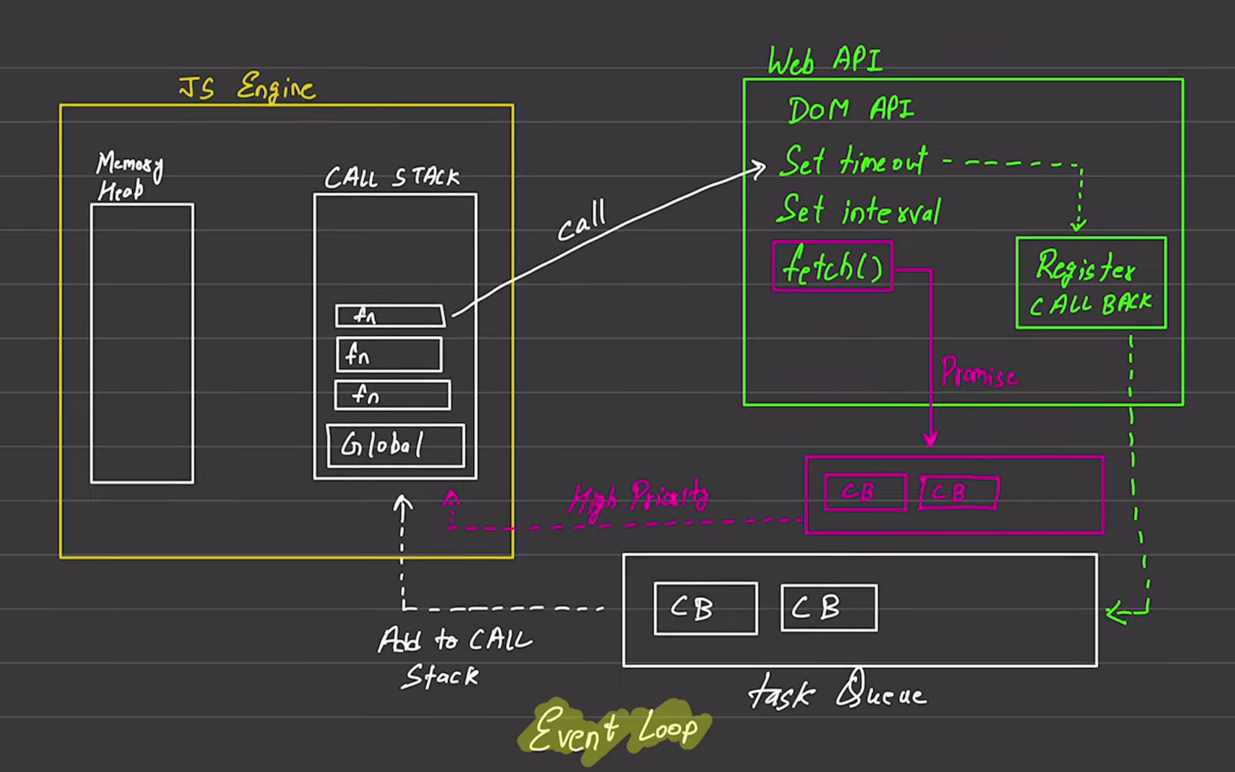 JS Engine
Memory
Heab
CALL STACK
fn
fn
fn
Global
call
Web API
DOM API
Set timeout
Set interval
fetch()
Register
CALL BACK
Promise
High Priority
CB CB
CB CB
Add to CALL
Stack
task Queue
Event Loop